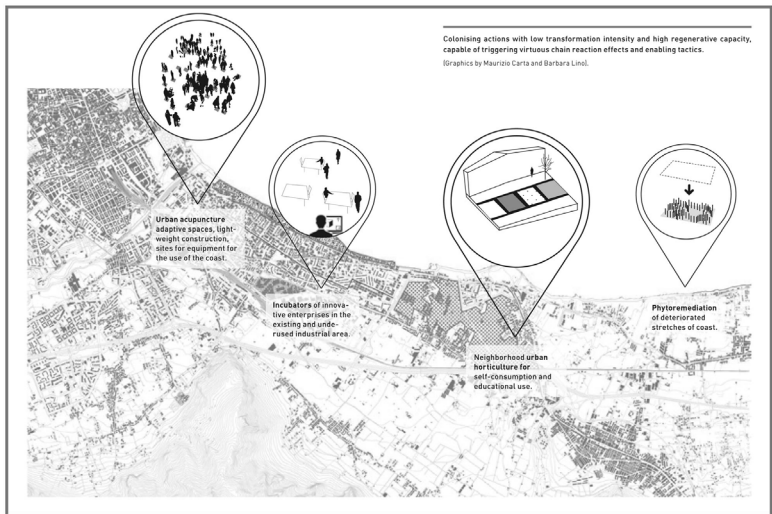 Colonising actions with low transformation intensity and high regenerative capacity,
capable of triggering virtuous chain reaction effects and enabling tactics.
(Graphics by Maurizio Carta and Barbara Lino).
Urban acupuncture
adaptive spaces, light-
weight construction,
sites for equipment for
the use of the coast.
Incubators of innova-
tive enterprises in the
existing and unde-
rused industrial area
Neighborhood urban
horticulture for
self-consumption and
educational use.
Phytoremediation
of deteriorated
stretches of coast.